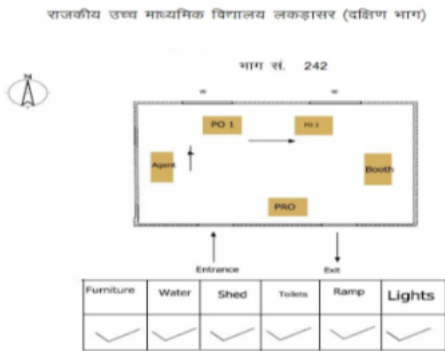 राजकीय उच्च माध्यमिक विद्यालय लकड़ासर (दक्षिण भाग)
भाग सं. 242
N
W W
PO 1 PO 2
Agent Booth
PRO
Entrance Exit
Furniture Water Shed Toilets Ramp Lights